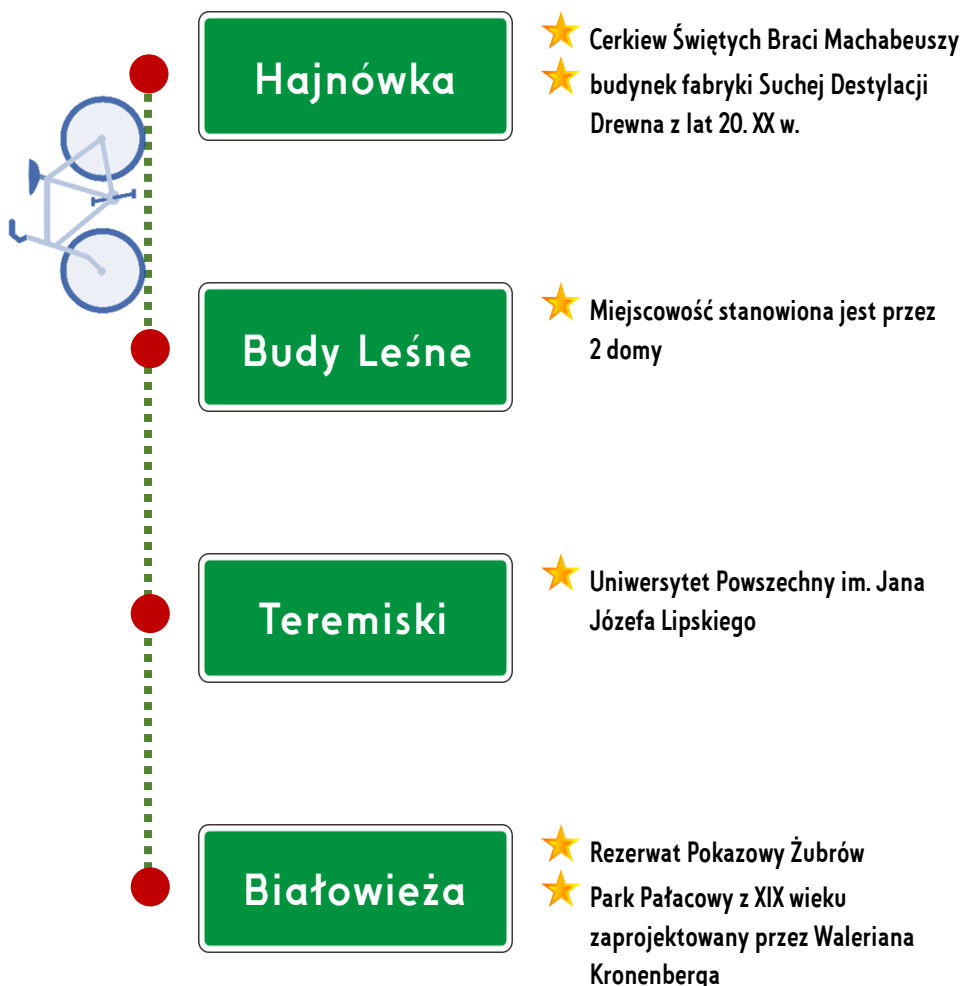 Hajnówka
Cerkiew Świętych Braci Machabeuszy
budynek fabryki Suchej Destylacji
Drewna z lat 20. XX w.
Budy Leśne
Miejscowość stanowiona jest przez
2 domy
Teremiski
Uniwersytet Powszechny im. Jana
Józefa Lipskiego
Białowieża
Rezerwat Pokazowy Żubrów
Park Pałacowy z XIX wieku
zaprojektowany przez Waleriana
Kronenberga